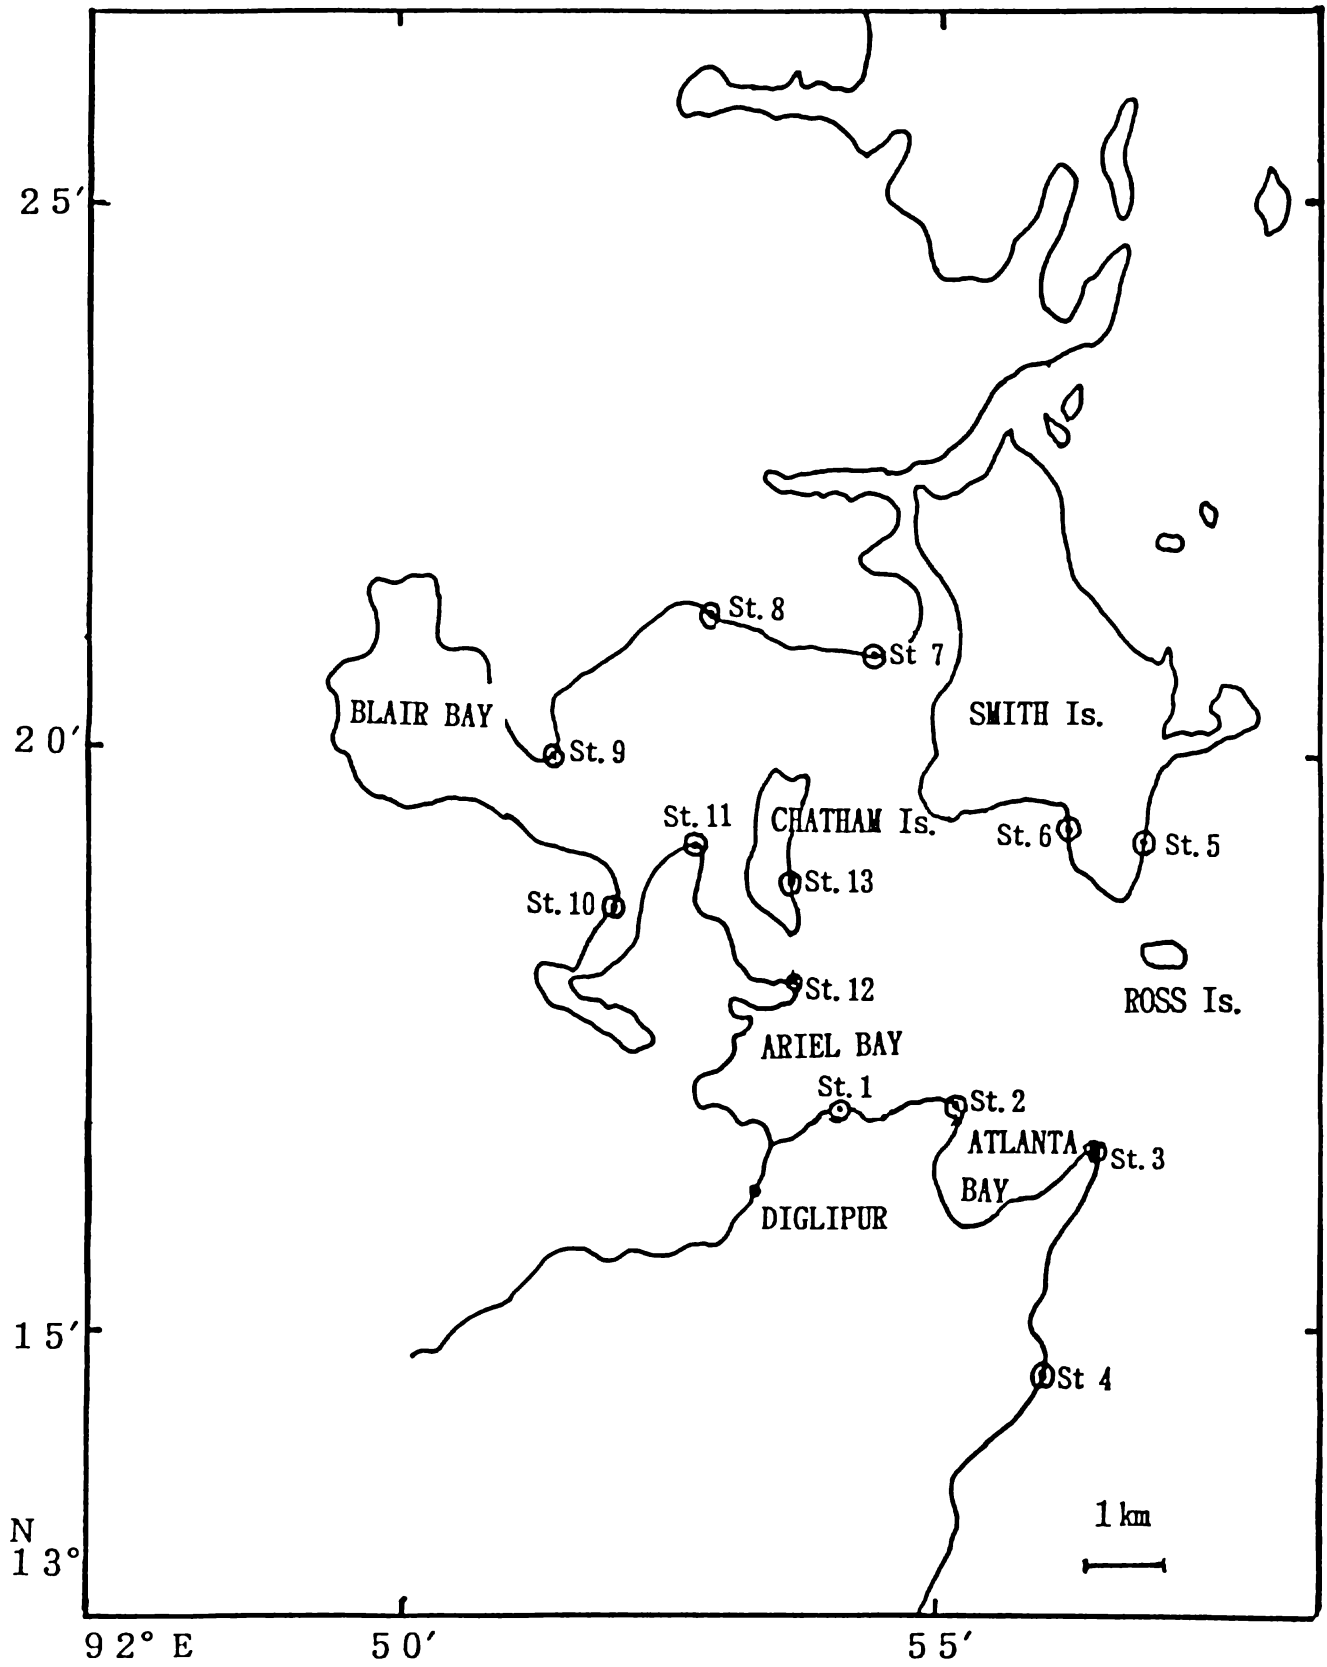 25′
St. 8
St 7
BLAIR BAY
SMITH Is.
20′
St. 9
St. 11
CHATHAM Is.
St. 6
St. 5
St. 13
St. 10
St. 12
ROSS Is.
ARIEL BAY
St. 1
St. 2
ATLANTA
BAY
St. 3
DIGLIPUR
15′
St 4
1 km
N
13°
92° E
50′
55′